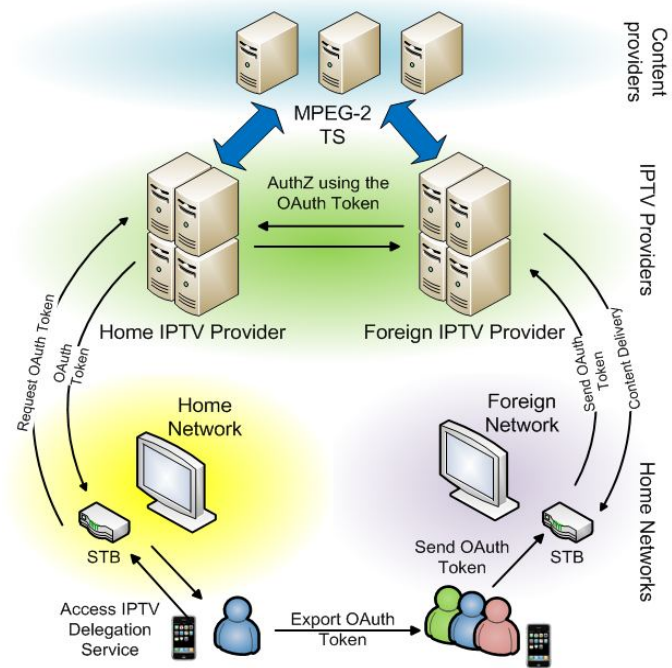 Content
providers
MPEG-2
TS
IPTV Providers
AuthZ using the
OAuth Token
Home IPTV Provider
Foreign IPTV Provider
Request OAuth Token
OAuth
Token
Send OAuth
Token
Content Delivery
Home
Network
Foreign
Network
Home Networks
STB
STB
Send OAuth
Token
Access IPTV
Delegation
Service
Export OAuth
Token